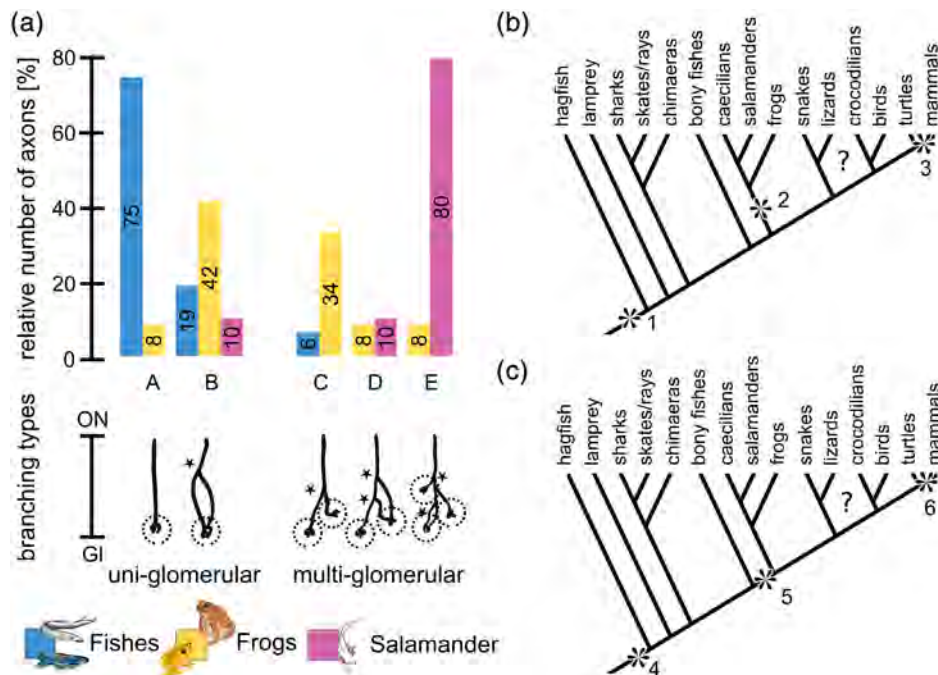 (a)
relative number of axons [%]
80
60
40
20
0
75
8
19
42
10
6
34
8
10
8
80
A
B
C
D
E
branching types
ON
Gl
uni-glomerular
multi-glomerular
Fishes
Frogs
Salamander
(b)
hagfish
lamprey
sharks
skates/rays
chimaeras
bony fishes
caecilians
salamanders
frogs
snakes
lizards
crocodilians
birds
turtles
mammals
?
1
2
3
(c)
hagfish
lamprey
sharks
skates/rays
chimaeras
bony fishes
caecilians
salamanders
frogs
snakes
lizards
crocodilians
birds
turtles
mammals
?
4
5
6